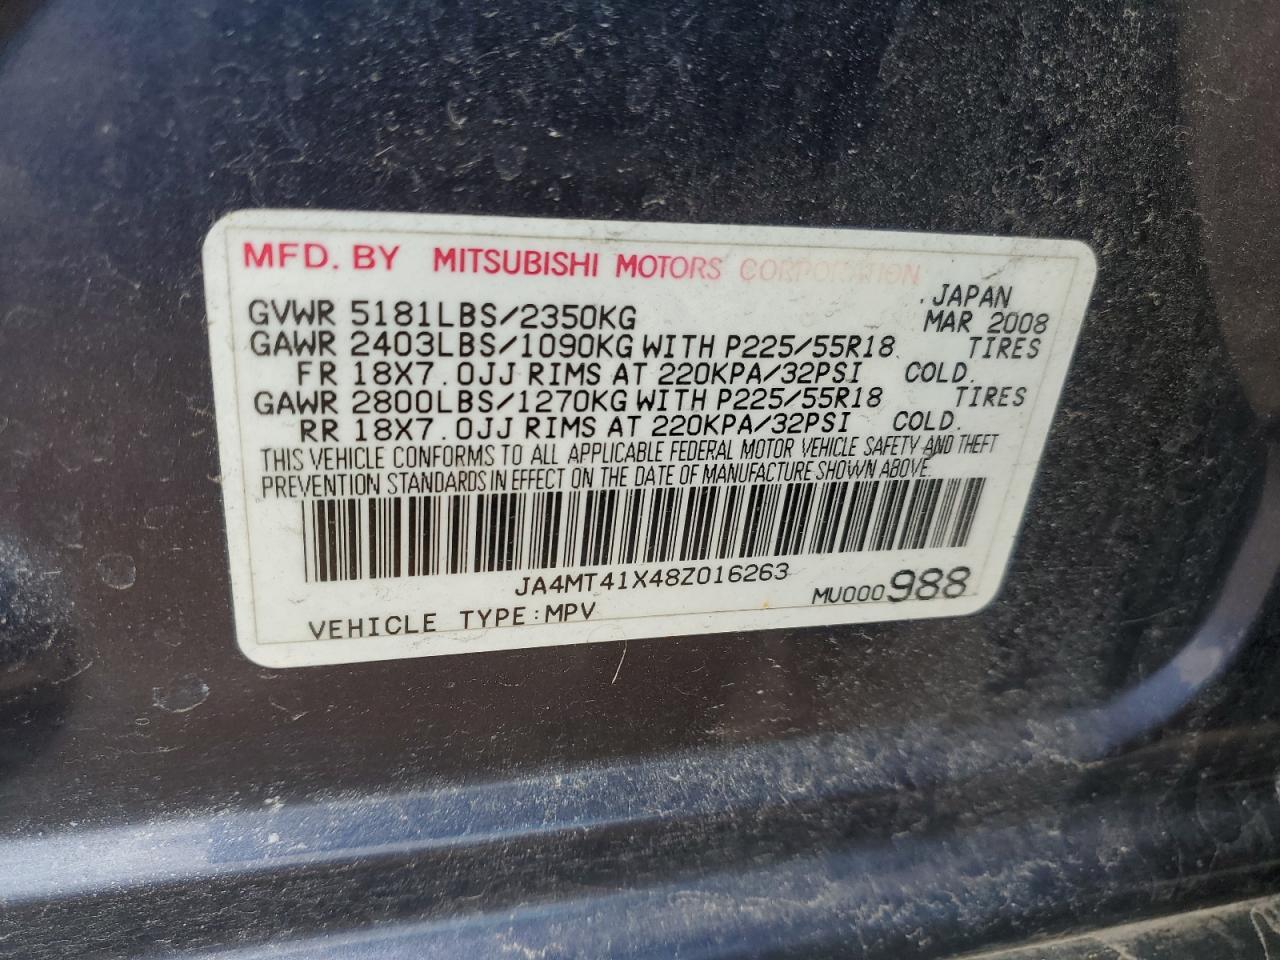 MFD. BY MITSUBISHI MOTORS CORPORATION
JAPAN
GVWR 5181LBS/2350KG MAR 2008
GAWR 2403LBS/1090KG WITH P225/55R18 TIRES
FR 18X7.0JJ RIMS AT 220KPA/32PSI COLD.
GAWR 2800LBS/1270KG WITH P225/55R18 TIRES
RR 18X7.0JJ RIMS AT 220KPA/32PSI COLD.
THIS VEHICLE CONFORMS TO ALL APPLICABLE FEDERAL MOTOR VEHICLE SAFETY AND THEFT
PREVENTION STANDARDS IN EFFECT ON THE DATE OF MANUFACTURE SHOWN ABOVE.
JA4MT41X48Z016263
VEHICLE TYPE:MPV MU000988